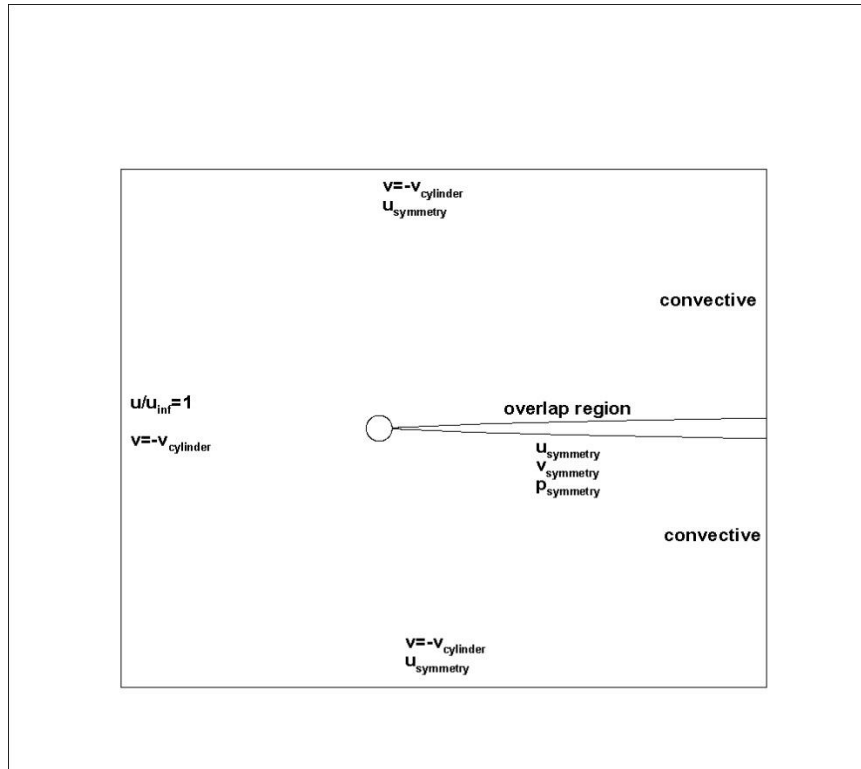 v=-v_cylinder
u_symmetry
convective
u/u_inf=1
v=-v_cylinder
overlap region
u_symmetry
v_symmetry
p_symmetry
convective
v=-v_cylinder
u_symmetry